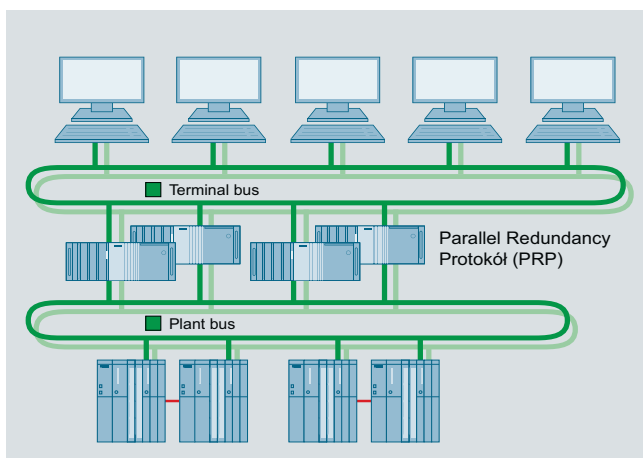 Terminal bus
Parallel Redundancy
Protokół (PRP)
Plant bus